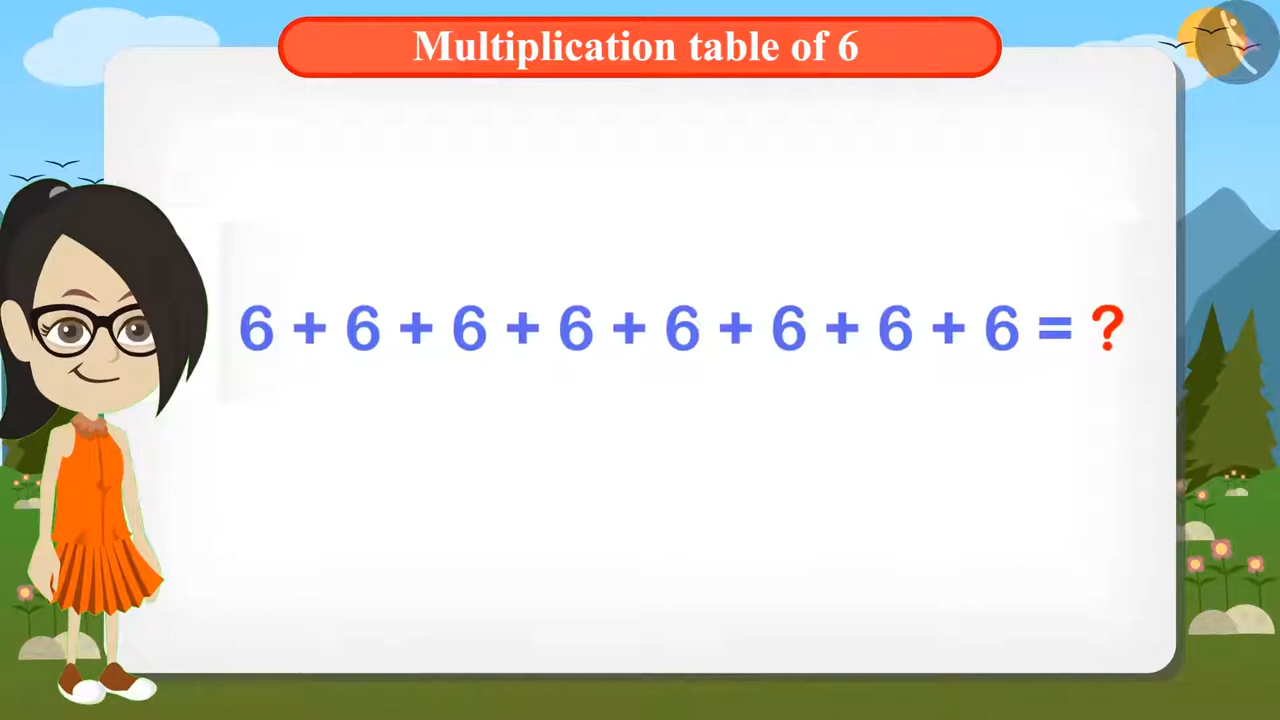 Multiplication table of 6
6 + 6 + 6 + 6 + 6 + 6 + 6 + 6 = ?